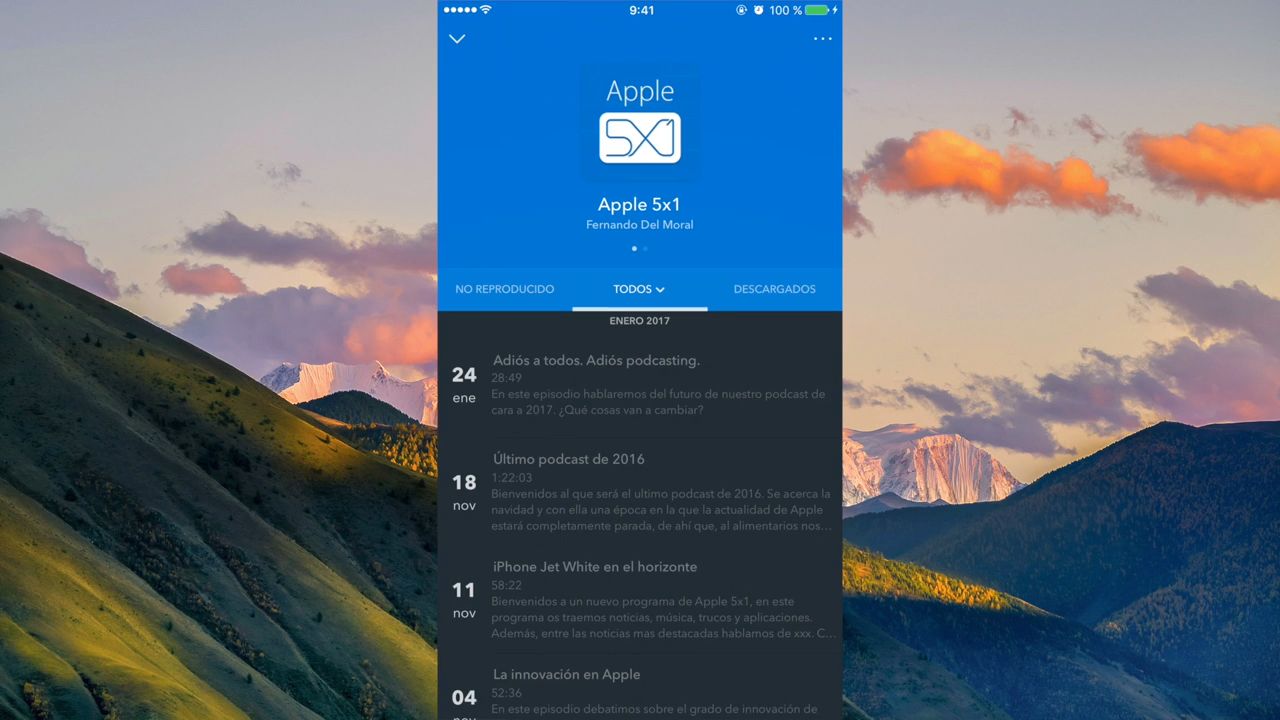 9:41
100 %
Apple
5X1
Apple 5x1
Fernando Del Moral
NO REPRODUCIDO
TODOS
DESCARGADOS
ENERO 2017
24
ene
Adiós a todos. Adiós podcasting.
28:49
En este episodio hablaremos del futuro de nuestro podcast de
cara a 2017. ¿Qué cosas van a cambiar?
18
nov
Último podcast de 2016
1:22:03
Bienvenidos al que será el ultimo podcast de 2016. Se acerca la
navidad y con ella una época en la que la actualidad de Apple
estará completamente parada, de ahí que, al alimentarios nos...
11
nov
iPhone Jet White en el horizonte
58:22
Bienvenidos a un nuevo programa de Apple 5x1, en este
programa os traemos noticias, música, trucos y aplicaciones.
Además, entre las noticias mas destacadas hablamos de xxx. C...
04
nov
La innovación en Apple
52:36
En este episodio debatimos sobre el grado de innovación de